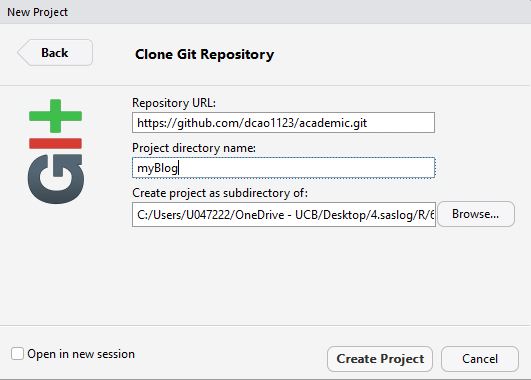 New Project
Back
Clone Git Repository
Repository URL:
https://github.com/dcao1123/academic.git
Project directory name:
myBlog
Create project as subdirectory of:
C:/Users/U047222/OneDrive - UCB/Desktop/4.saslog/R/6
Browse...
GIt
Open in new session
Create Project
Cancel